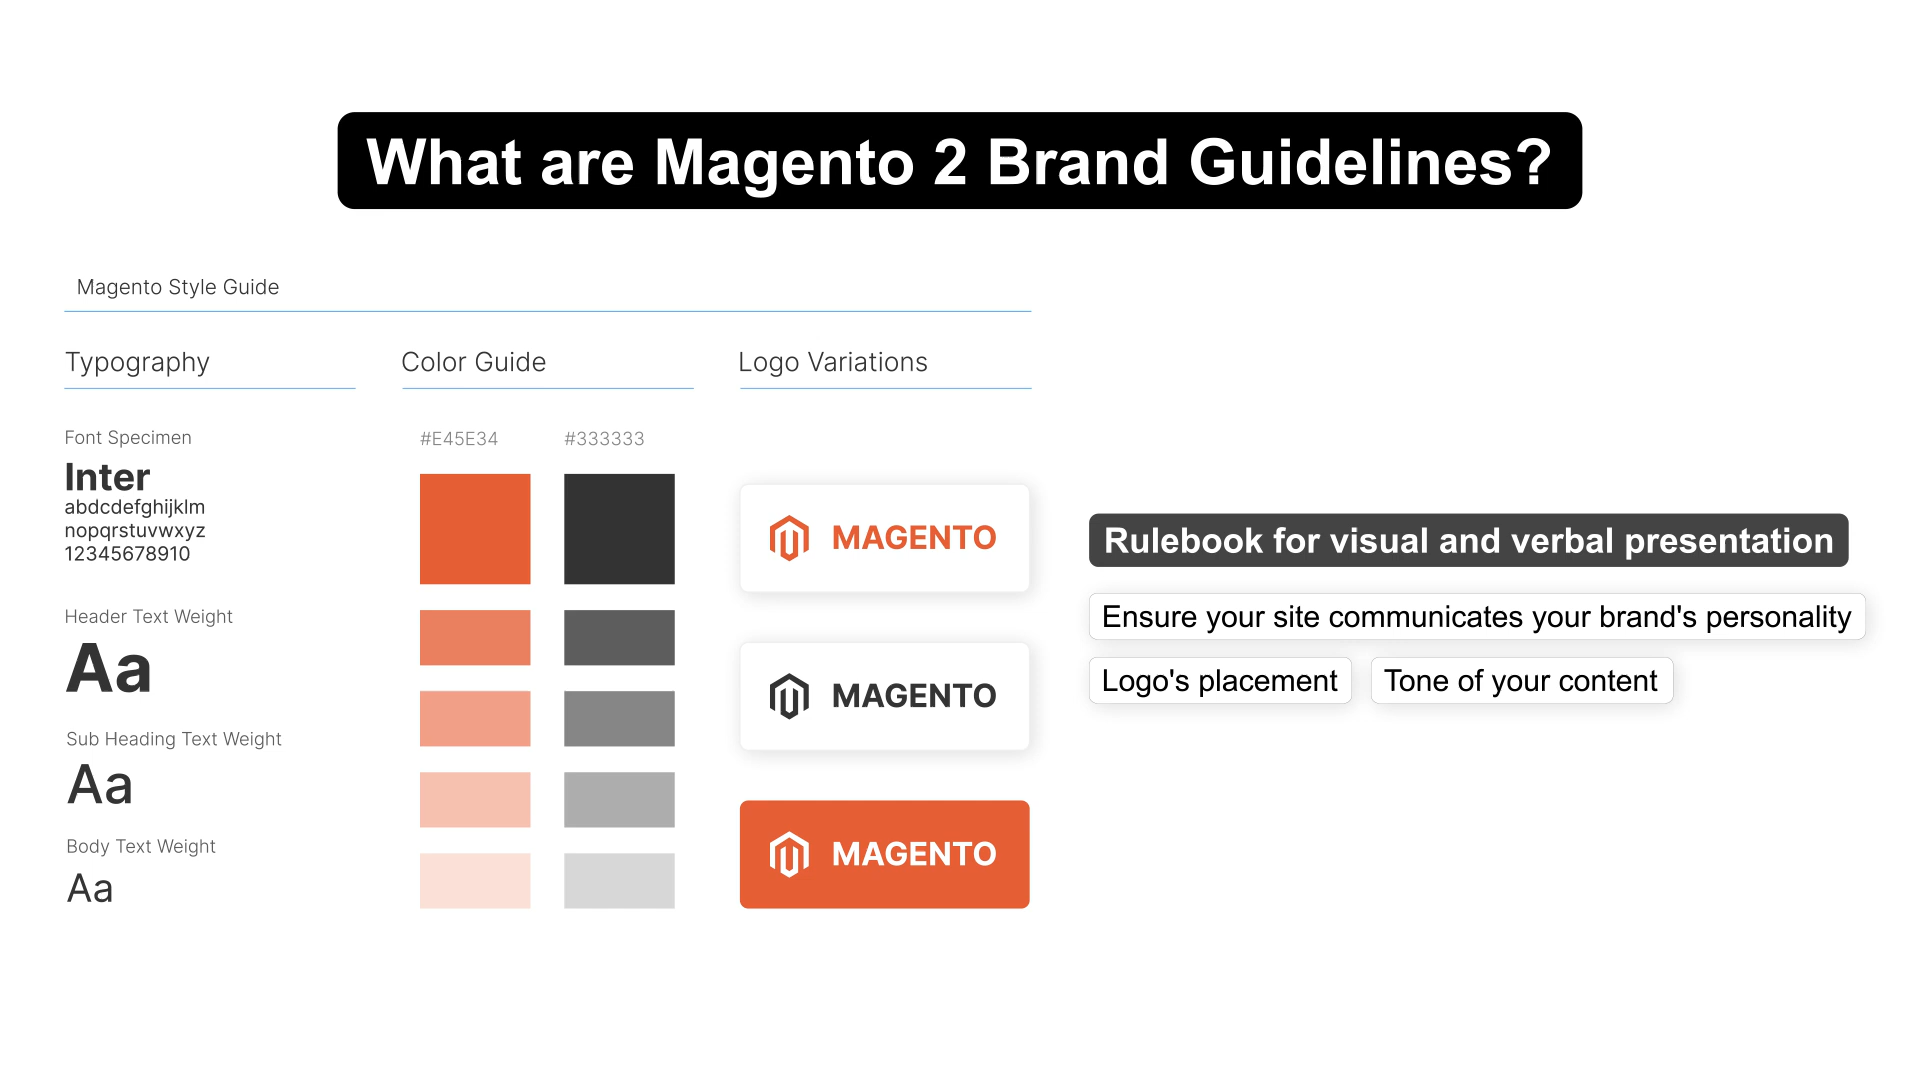 What are Magento 2 Brand Guidelines?
Magento Style Guide
Typography
Font Specimen
Inter
abdcdefghijklm
nopqrstuvwxyz
12345678910
Header Text Weight
Aa
Sub Heading Text Weight
Aa
Body Text Weight
Aa
Color Guide
#E45E34 #333333
Logo Variations
MAGENTO
MAGENTO
MAGENTO
Rulebook for visual and verbal presentation
Ensure your site communicates your brand's personality
Logo's placement Tone of your content